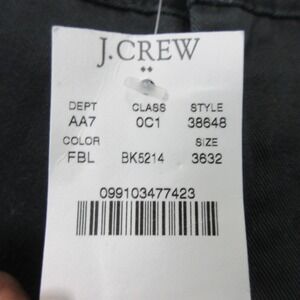 J.CREW
DEPT CLASS STYLE
AA7 0C1 38648
COLOR SIZE
FBL BK5214 3632
099103477423